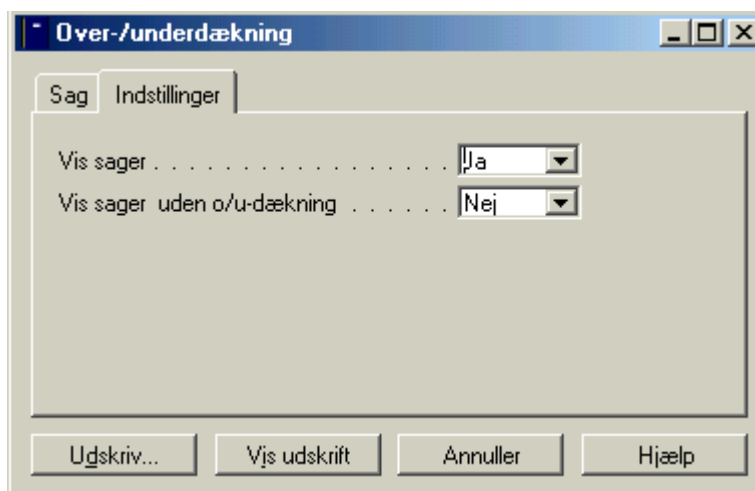 Over-/underdækning
Sag Indstillinger
Vis sager . . . . . . . . . . . . . . . . . Ja
Vis sager uden o/u-dækning . . . . . . Nej
Udskriv... Vis udskrift Annuller Hjælp